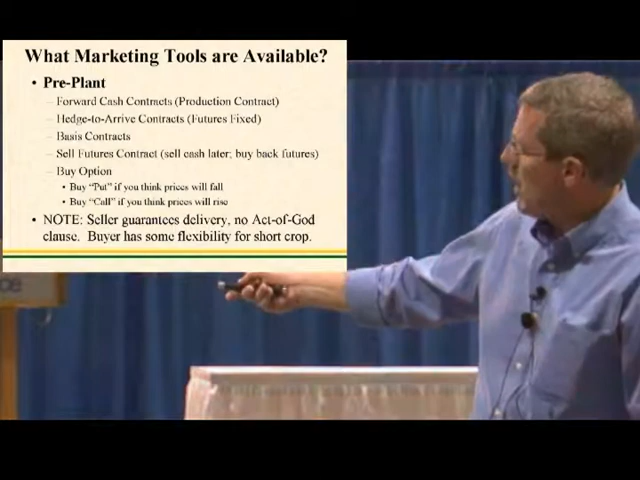 What Marketing Tools are Available?
• Pre-Plant
– Forward Cash Contracts (Production Contract)
– Hedge-to-Arrive Contracts (Futures Fixed)
– Basis Contracts
– Sell Futures Contract (sell cash later; buy back futures)
– Buy Option
• Buy "Put" if you think prices will fall
• Buy "Call" if you think prices will rise
• NOTE: Seller guarantees delivery, no Act-of-God
clause. Buyer has some flexibility for short crop.